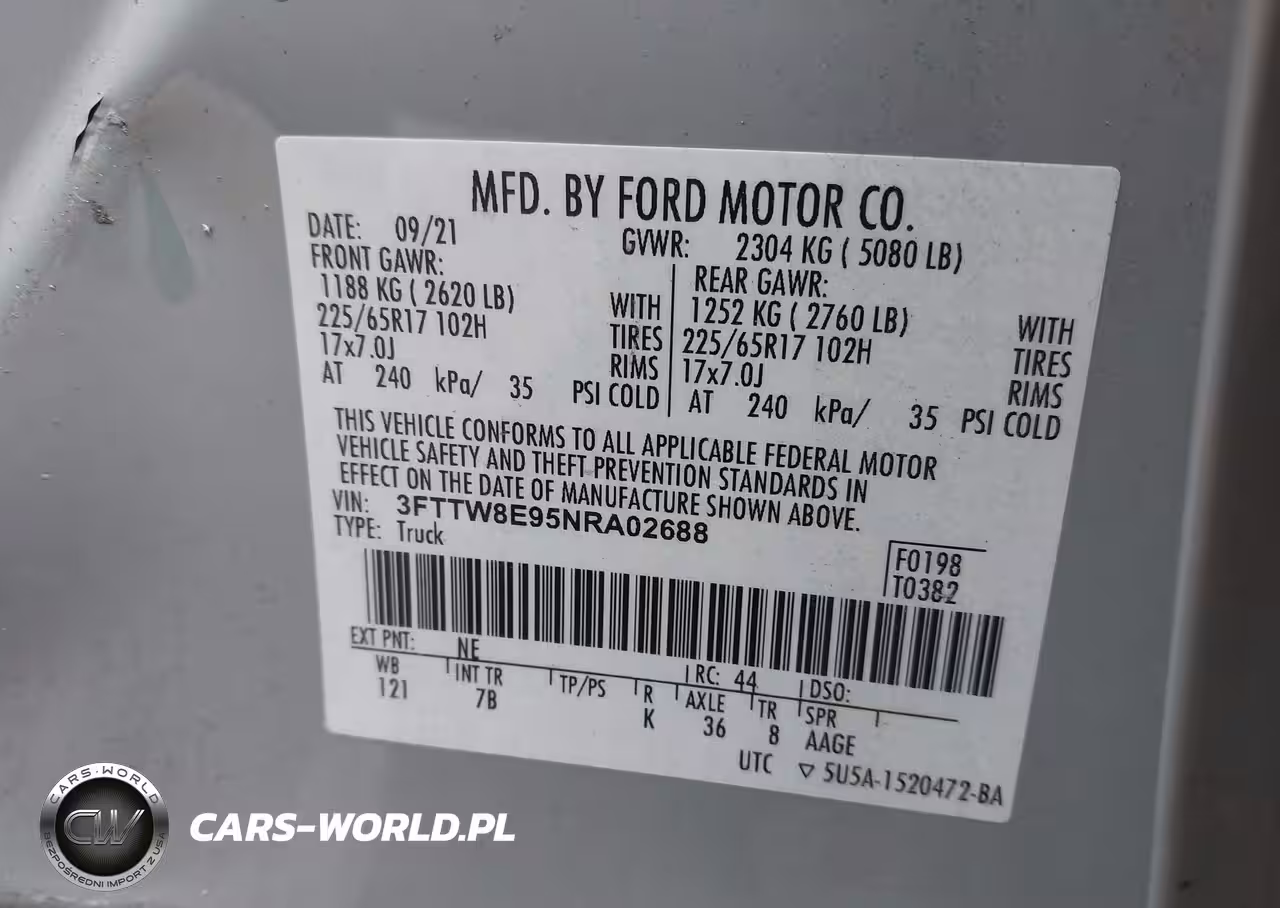 MFD. BY FORD MOTOR CO.
DATE: 09/21 GVWR: 2304 KG ( 5080 LB)
FRONT GAWR: REAR GAWR:
1188 KG ( 2620 LB) WITH 1252 KG ( 2760 LB) WITH
225/65R17 102H TIRES 225/65R17 102H TIRES
17x7.0J RIMS 17x7.0J RIMS
AT 240 kPa/ 35 PSI COLD AT 240 kPa/ 35 PSI COLD
THIS VEHICLE CONFORMS TO ALL APPLICABLE FEDERAL MOTOR
VEHICLE SAFETY AND THEFT PREVENTION STANDARDS IN
EFFECT ON THE DATE OF MANUFACTURE SHOWN ABOVE.
VIN: 3FTTW8E95NRA02688
TYPE: Truck
F0198
T0382
EXT PNT: NE RC: 44 DSO:
WB INT TR TP/PS R AXLE TR SPR
121 7B K 36 8 AAGE
UTC ▽ 5U5A-1520472-BA
CARS-WORLD
CW
BEZPOŚREDNI IMPORT Z USA
CARS-WORLD.PL